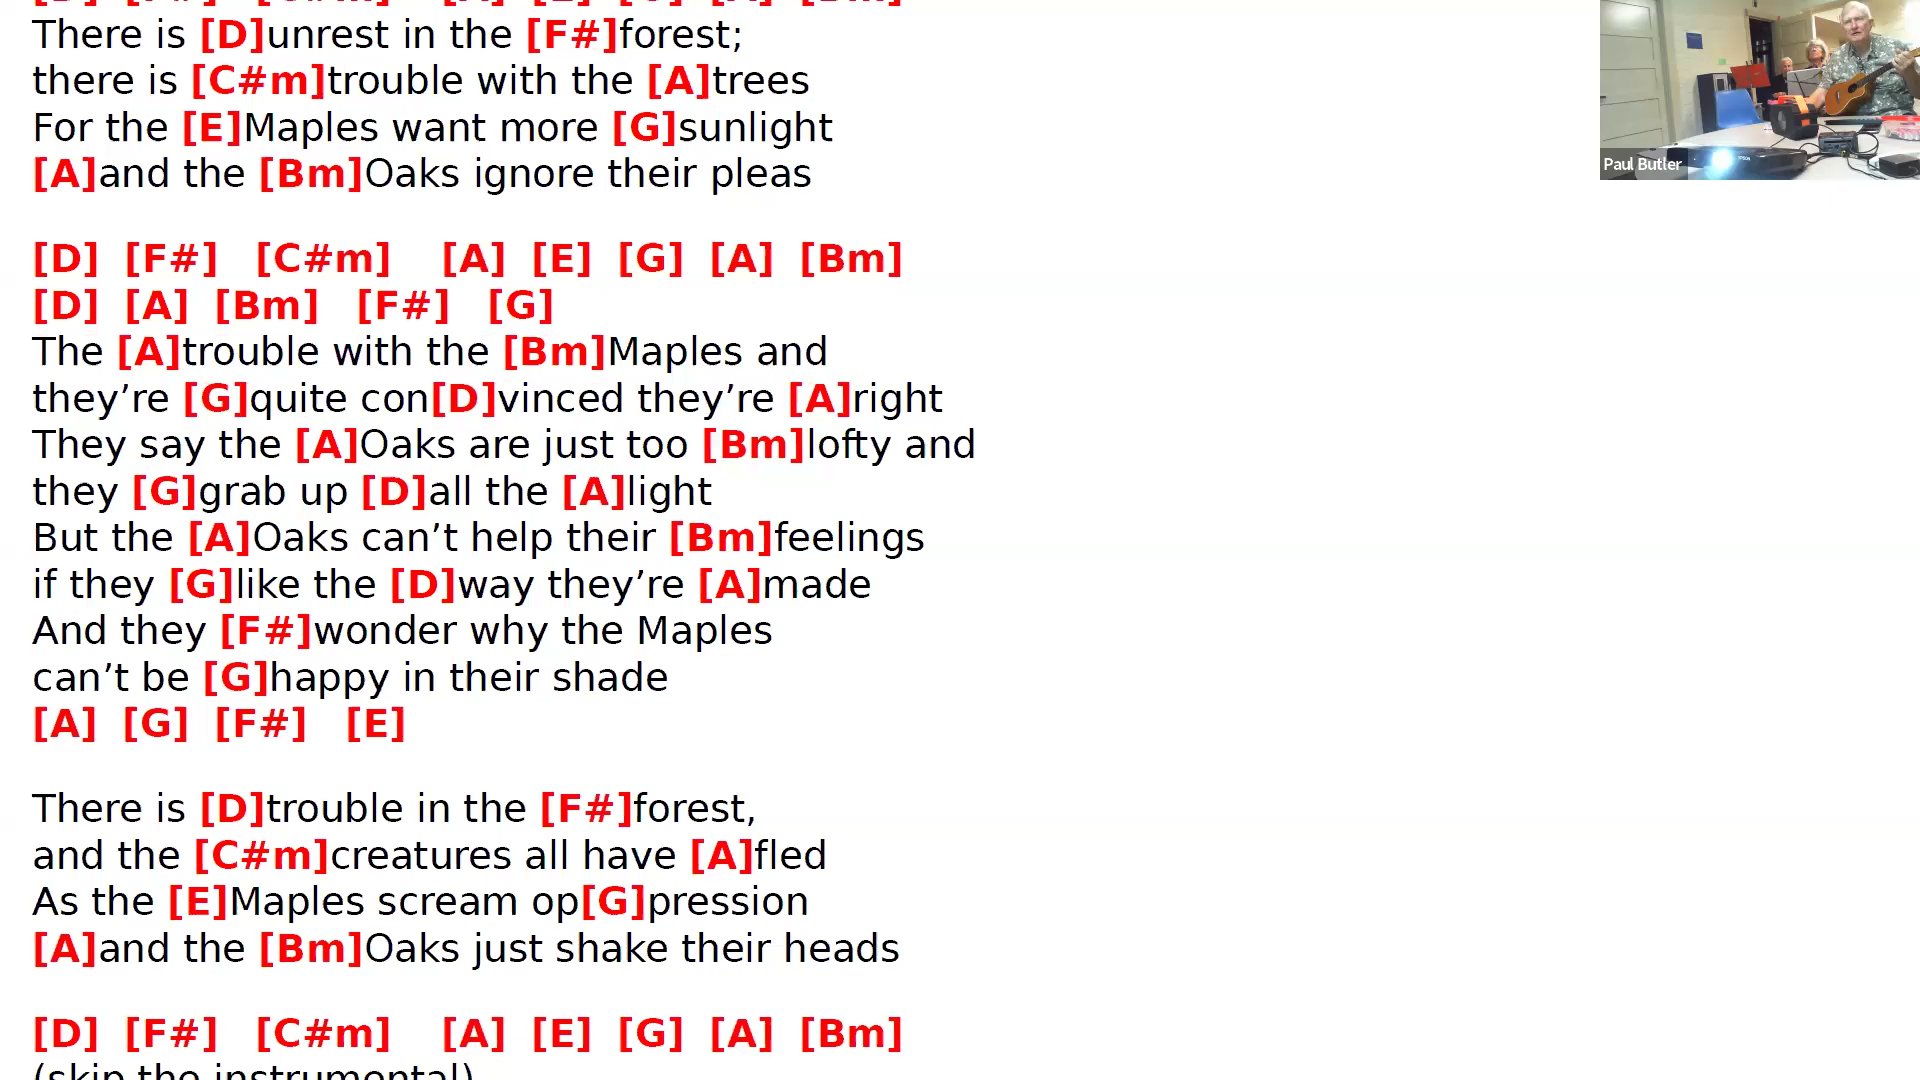 There is [D]unrest in the [F#]forest;
there is [C#m]trouble with the [A]trees
For the [E]Maples want more [G]sunlight
[A]and the [Bm]Oaks ignore their pleas
[D] [F#] [C#m] [A] [E] [G] [A] [Bm]
[D] [A] [Bm] [F#] [G]
The [A]trouble with the [Bm]Maples and
they’re [G]quite con[D]vinced they’re [A]right
They say the [A]Oaks are just too [Bm]lofty and
they [G]grab up [D]all the [A]light
But the [A]Oaks can’t help their [Bm]feelings
if they [G]like the [D]way they’re [A]made
And they [F#]wonder why the Maples
can’t be [G]happy in their shade
[A] [G] [F#] [E]
There is [D]trouble in the [F#]forest,
and the [C#m]creatures all have [A]fled
As the [E]Maples scream op[G]pression
[A]and the [Bm]Oaks just shake their heads
[D] [F#] [C#m] [A] [E] [G] [A] [Bm]
(skip the instrumental)
Paul Butler